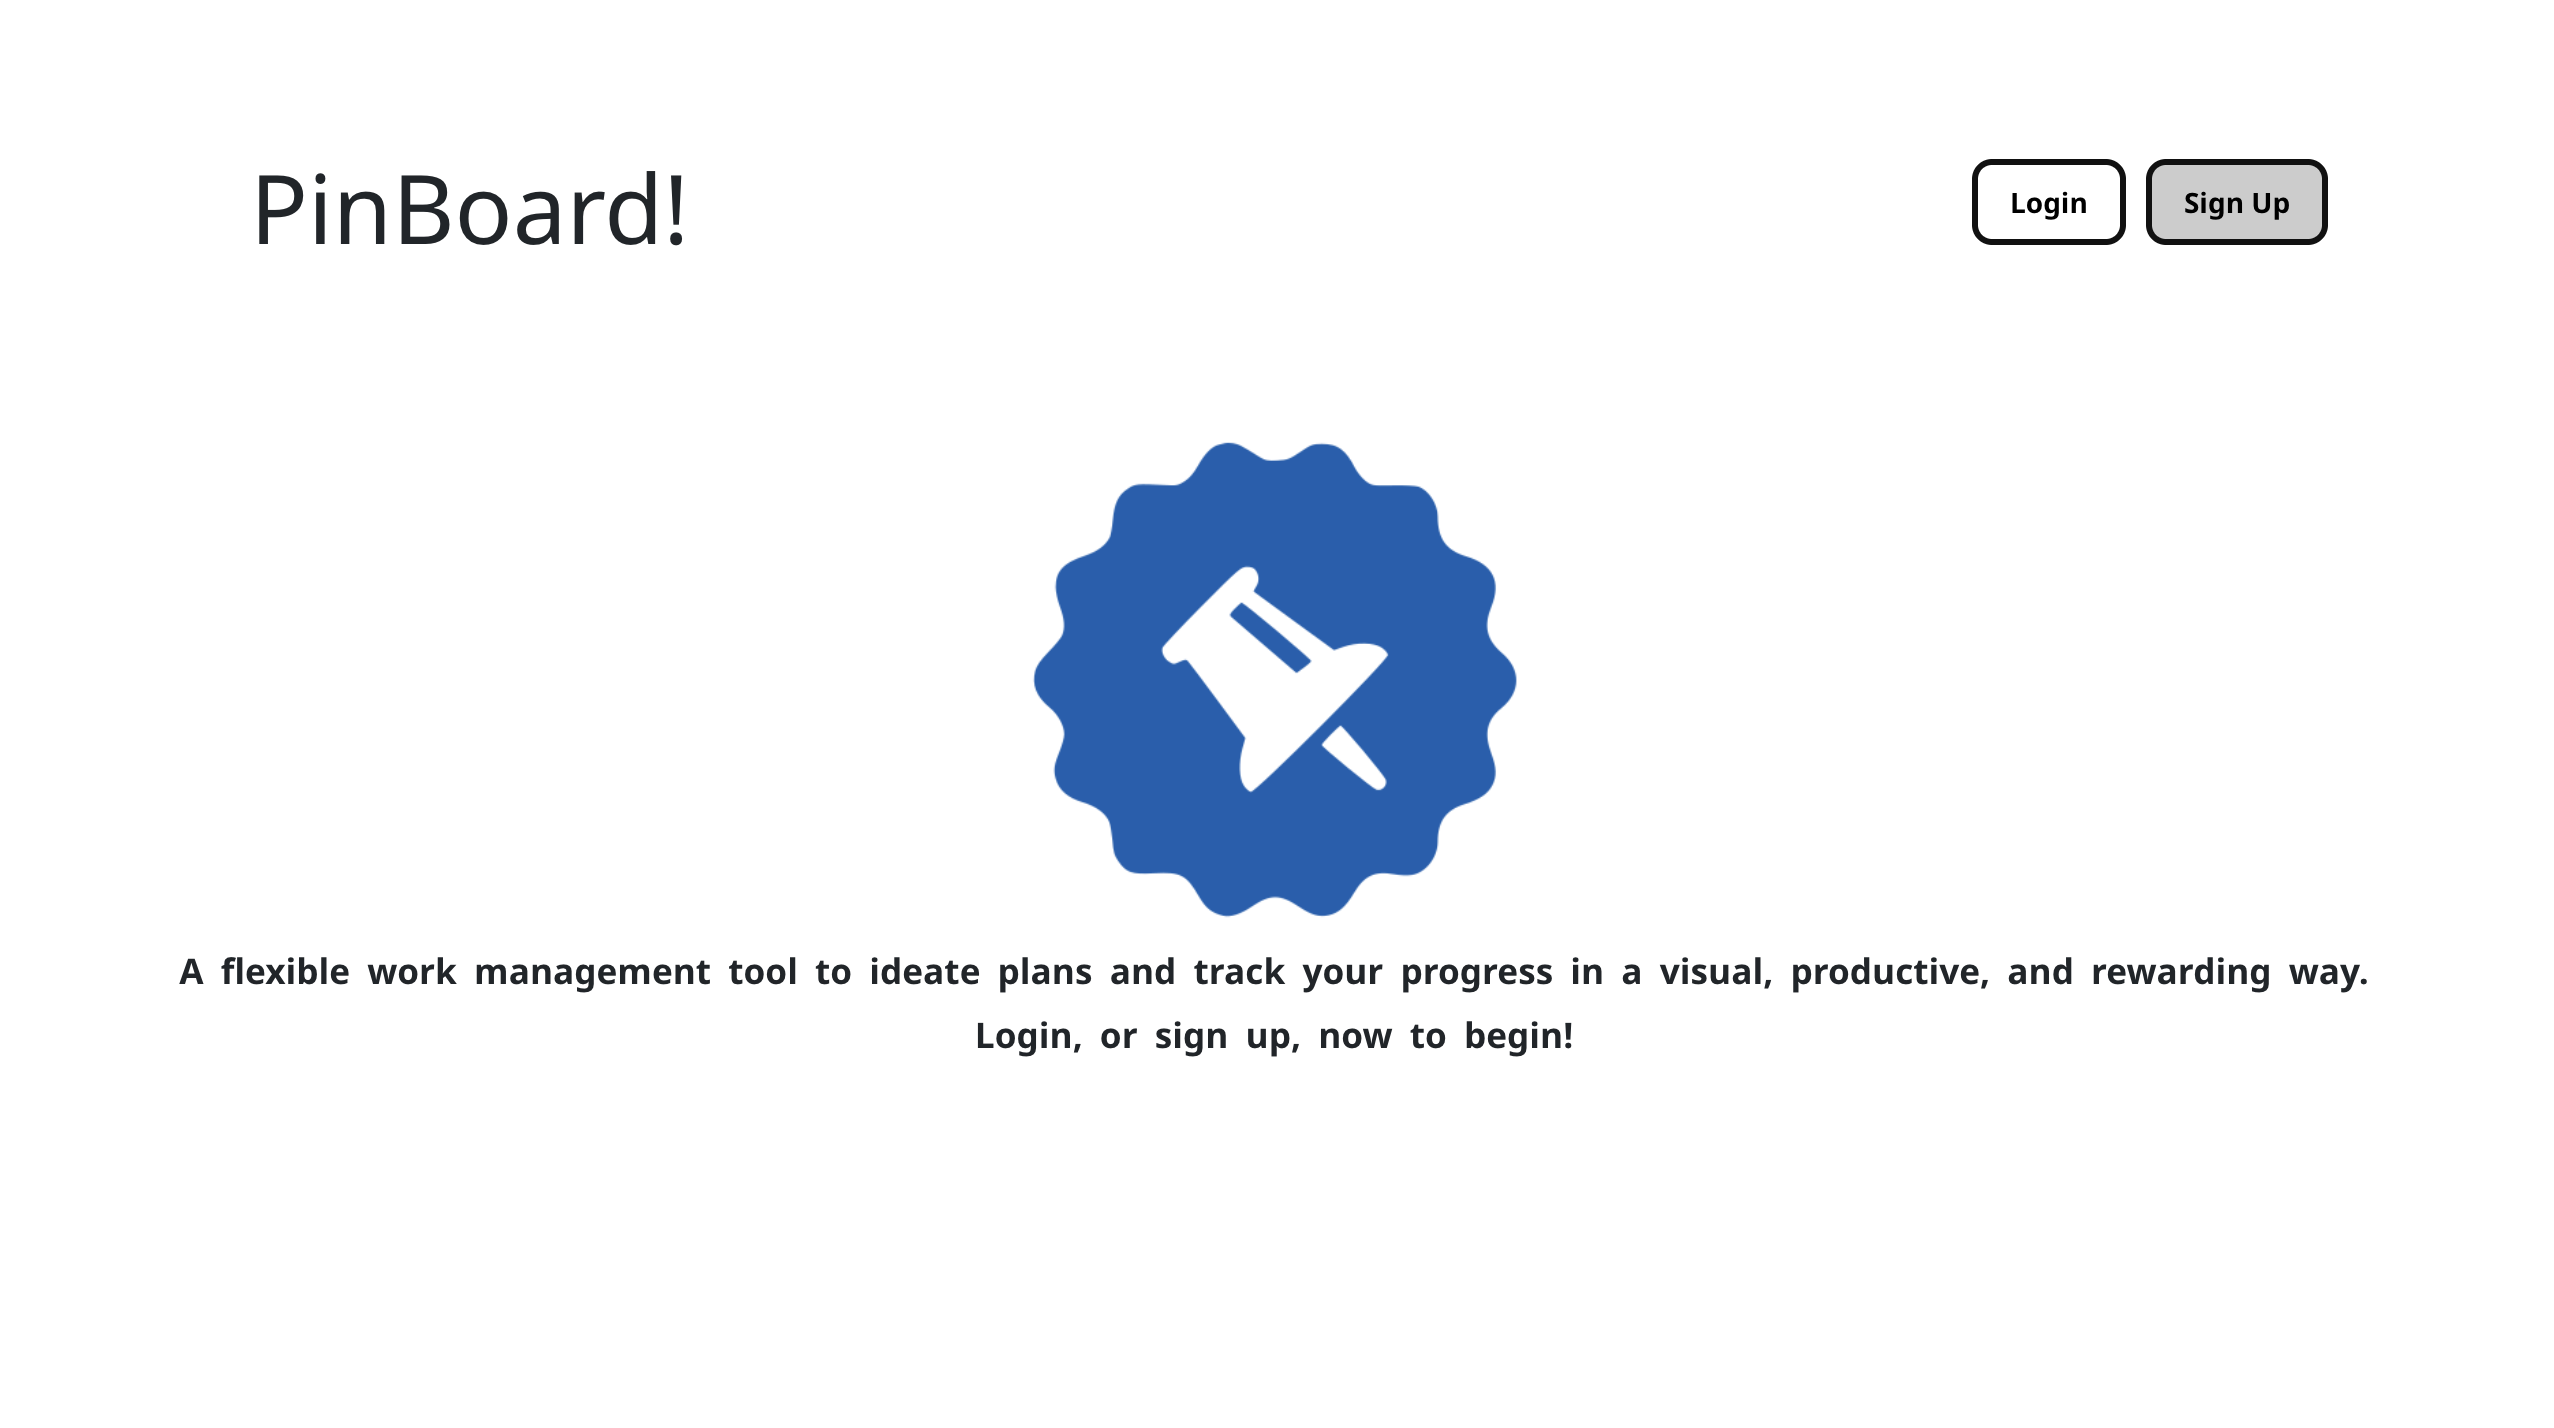 PinBoard!
Login
Sign Up
A flexible work management tool to ideate plans and track your progress in a visual, productive, and rewarding way.
Login, or sign up, now to begin!